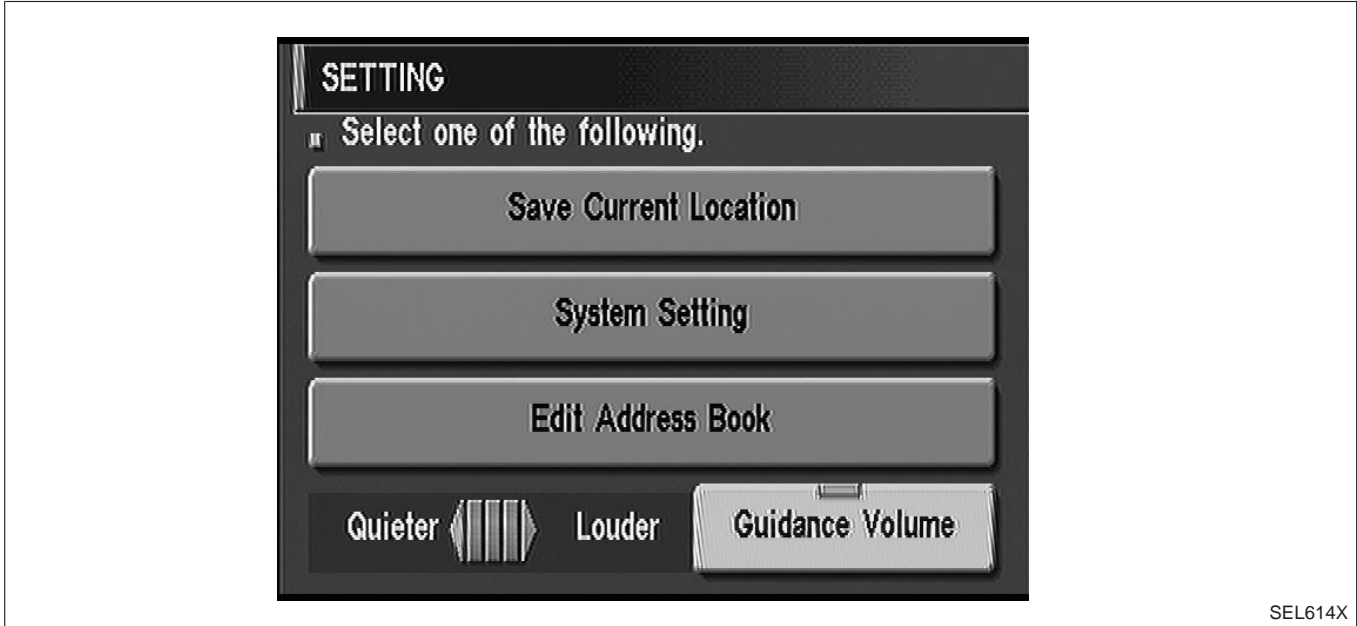 SETTING
Select one of the following.
Save Current Location
System Setting
Edit Address Book
Quieter Louder Guidance Volume
SEL614X